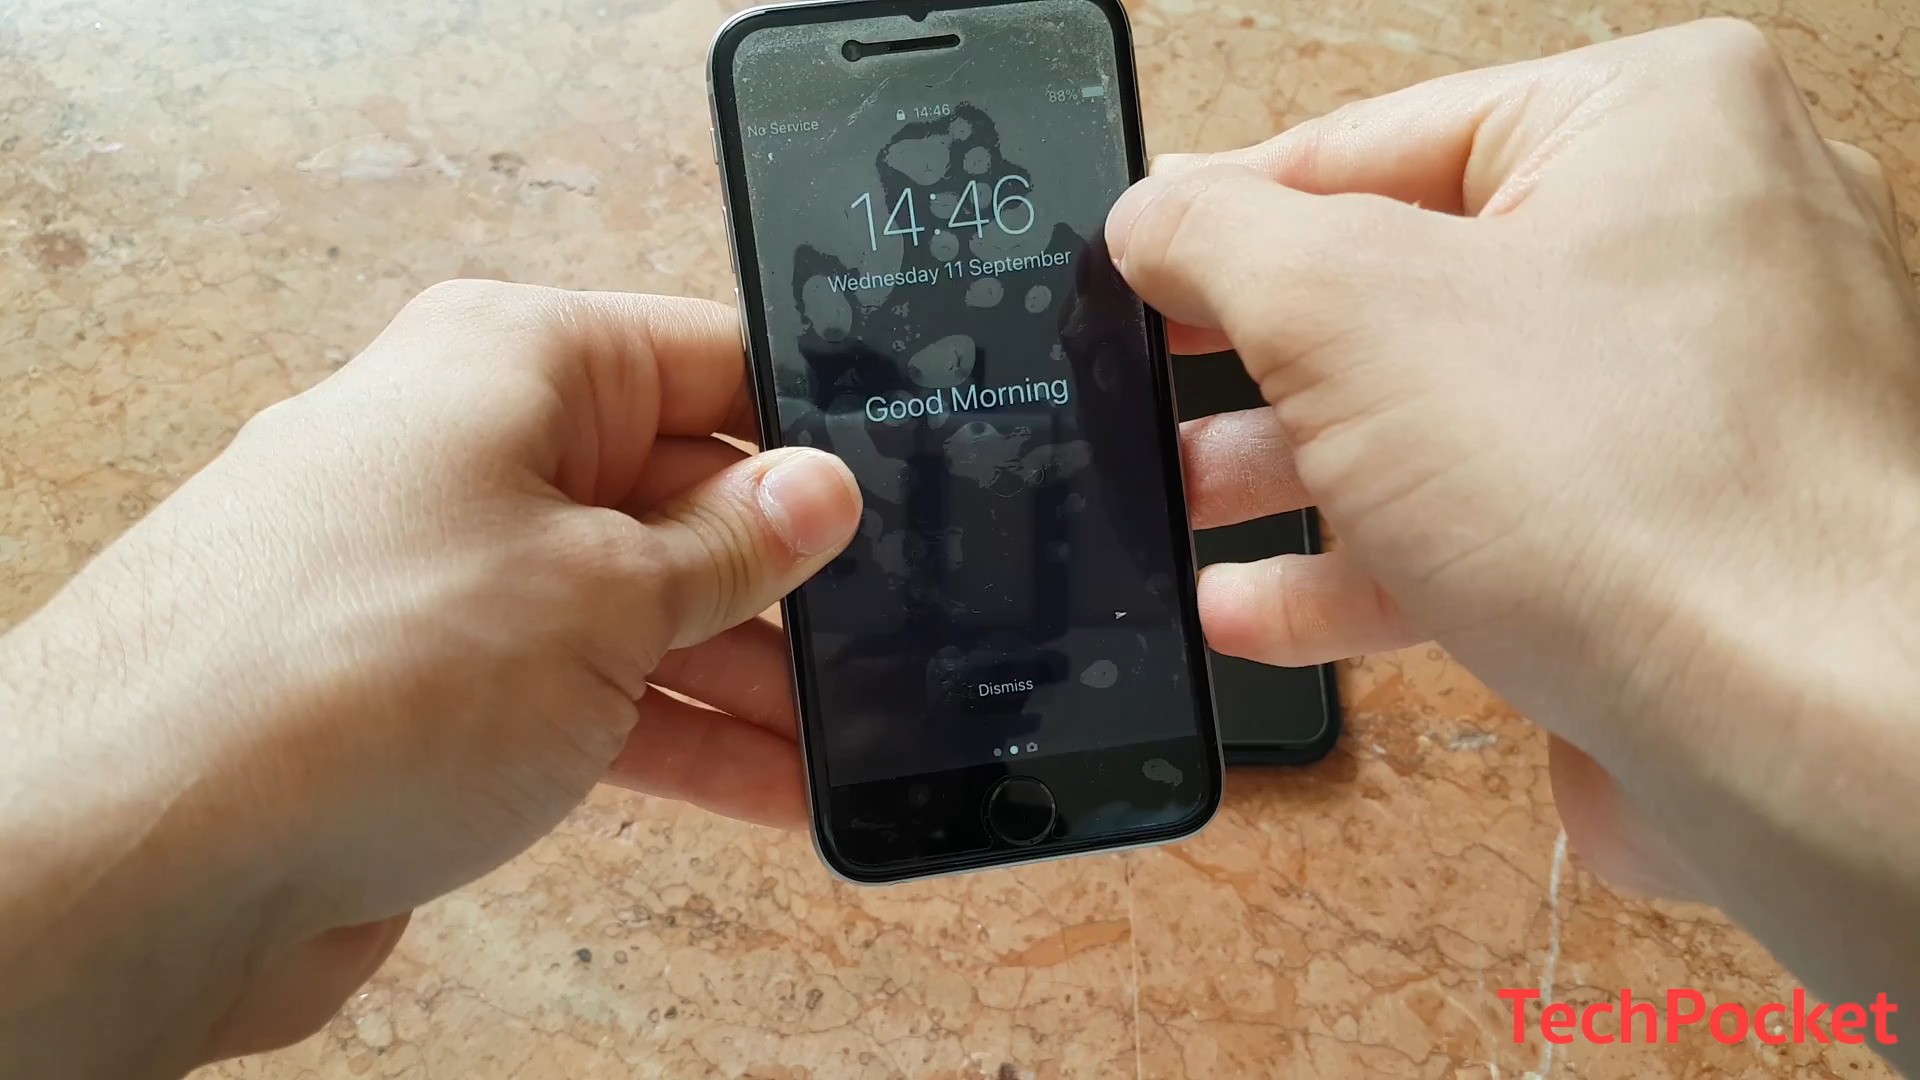 No Service
14:46
88%
14:46
Wednesday 11 September
Good Morning
Dismiss
TechPocket